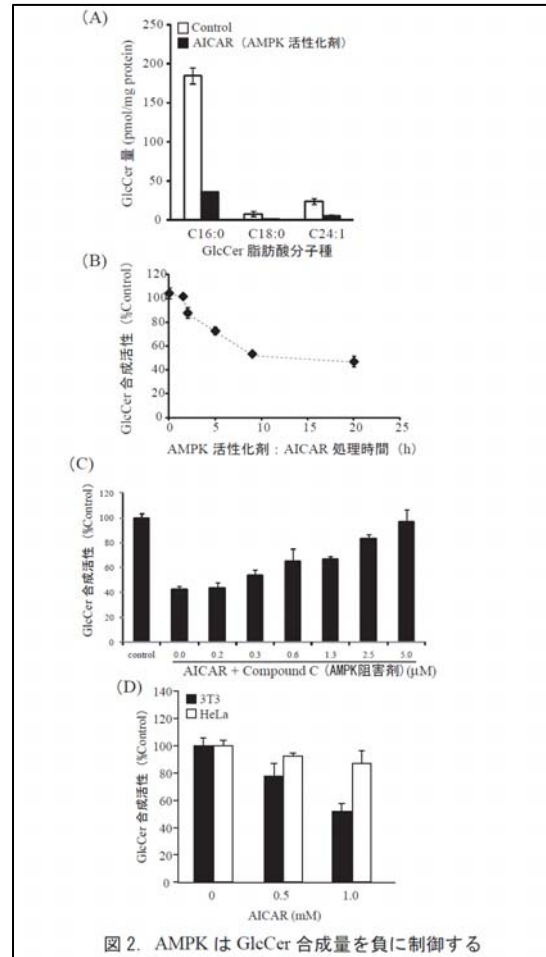 (A)
Control
AICAR (AMPK 活性化剤)
GlcCer 量 (pmol/mg protein)
250
200
150
100
50
0
C16:0 C18:0 C24:1
GlcCer 脂肪酸分子種
(B)
GlcCer 合成活性 (%Control)
120
100
80
60
40
20
0
0 5 10 15 20 25
AMPK 活性化剤：AICAR 処理時間 (h)
(C)
GlcCer 合成活性 (%Control)
120
100
80
60
40
20
0
control 0.0 0.2 0.3 0.6 1.3 2.5 5.0
AICAR + Compound C (AMPK阻害剤) (μM)
(D)
3T3
HeLa
GlcCer 合成活性 (%Control)
140
120
100
80
60
40
20
0
0 0.5 1.0
AICAR (mM)
図 2. AMPK は GlcCer 合成量を負に制御する